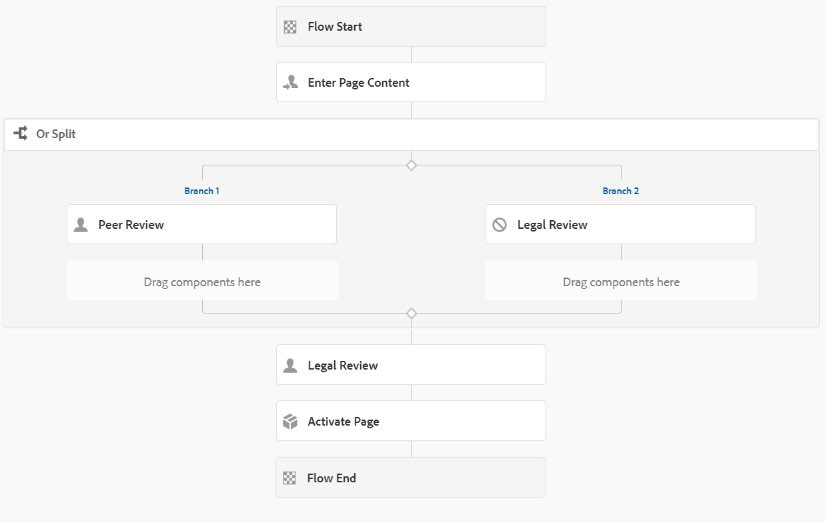 Flow Start
Enter Page Content
Or Split
Branch 1
Branch 2
Peer Review
Legal Review
Drag components here
Drag components here
Legal Review
Activate Page
Flow End